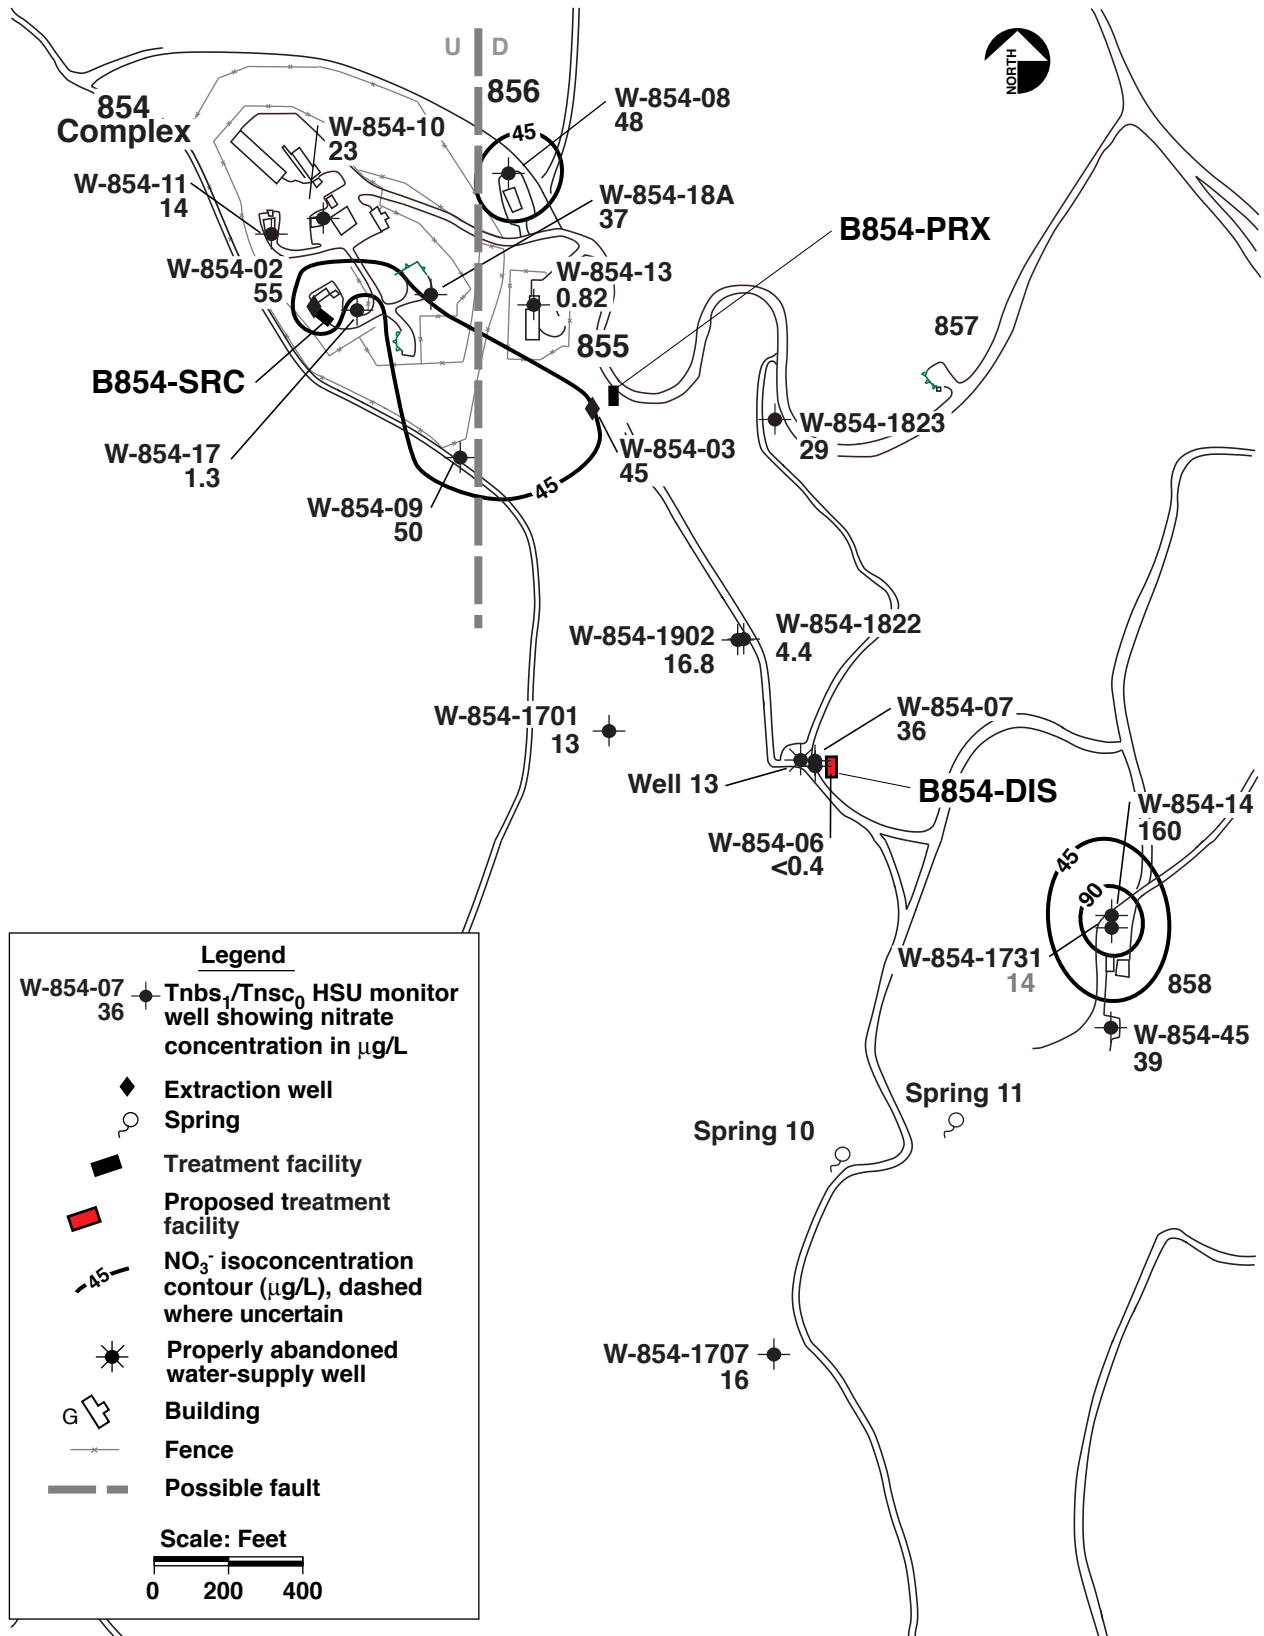 U D
NORTH
856
854
Complex
W-854-08
48
45
W-854-10
23
W-854-11
14
W-854-18A
37
B854-PRX
W-854-02
55
W-854-13
0.82
857
855
B854-SRC
W-854-1823
29
W-854-17
1.3
W-854-03
45
45
W-854-09
50
W-854-1902
16.8
W-854-1822
4.4
W-854-1701
13
W-854-07
36
Well 13
B854-DIS
W-854-14
160
W-854-06
<0.4
45
90
W-854-1731
14
858
W-854-45
39
Spring 11
Spring 10
W-854-1707
16
Legend
W-854-07
36
Tnbs1/Tnsc0 HSU monitor
well showing nitrate
concentration in µg/L
Extraction well
Spring
Treatment facility
Proposed treatment
facility
45
NO3- isoconcentration
contour (µg/L), dashed
where uncertain
Properly abandoned
water-supply well
G
Building
Fence
Possible fault
Scale: Feet
0 200 400